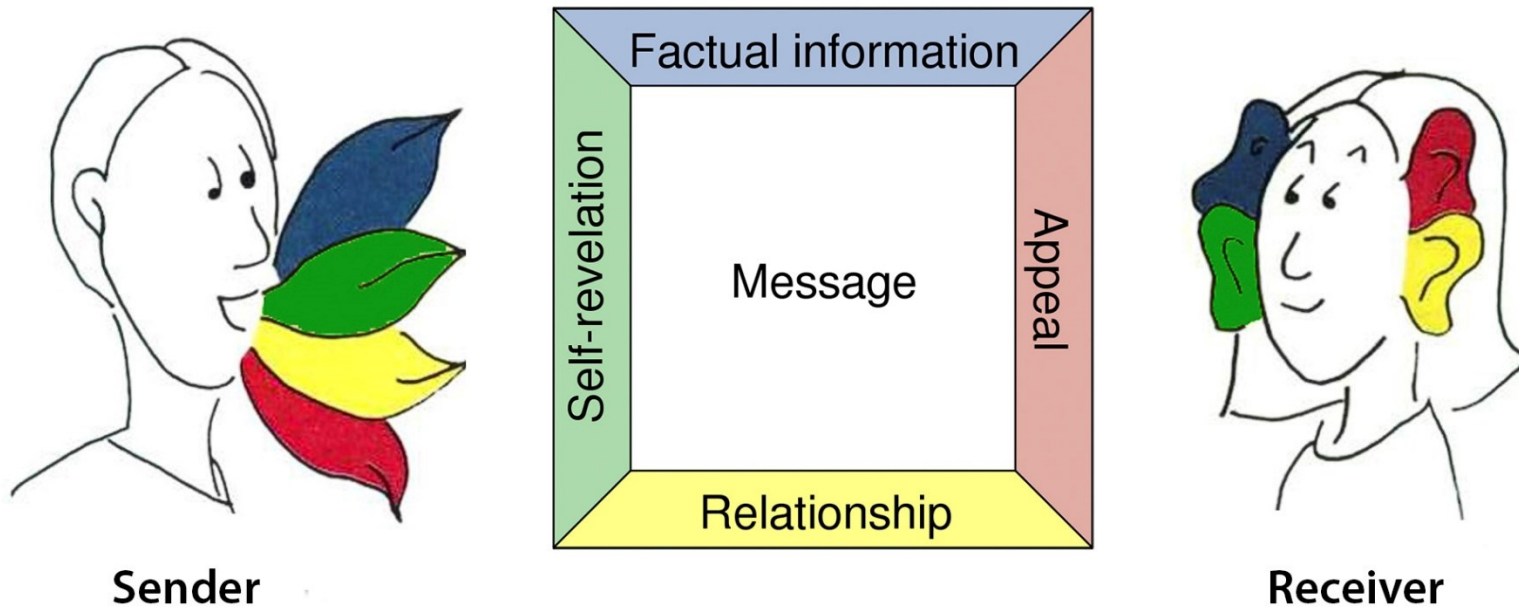 Factual information
Self-revelation
Message
Appeal
Relationship
Sender
Receiver